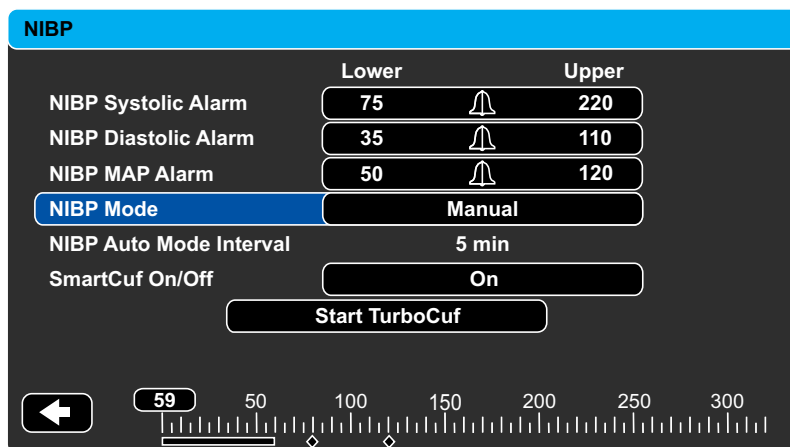 NIBP
Lower Upper
NIBP Systolic Alarm 75 220
NIBP Diastolic Alarm 35 110
NIBP MAP Alarm 50 120
NIBP Mode Manual
NIBP Auto Mode Interval 5 min
SmartCuf On/Off On
Start TurboCuf
59 50 100 150 200 250 300